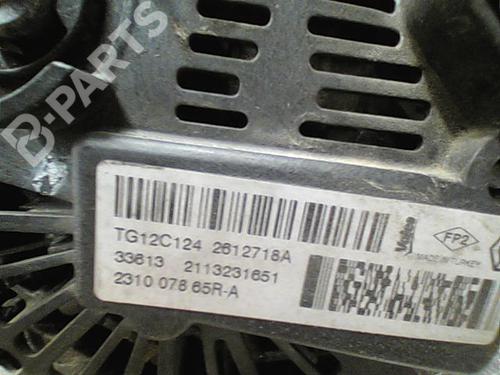 B-PARTS
TG12C124 2612718A
33613 2113231651
2310 078 65R-A
Valeo
FP2
MADE IN TURKEY